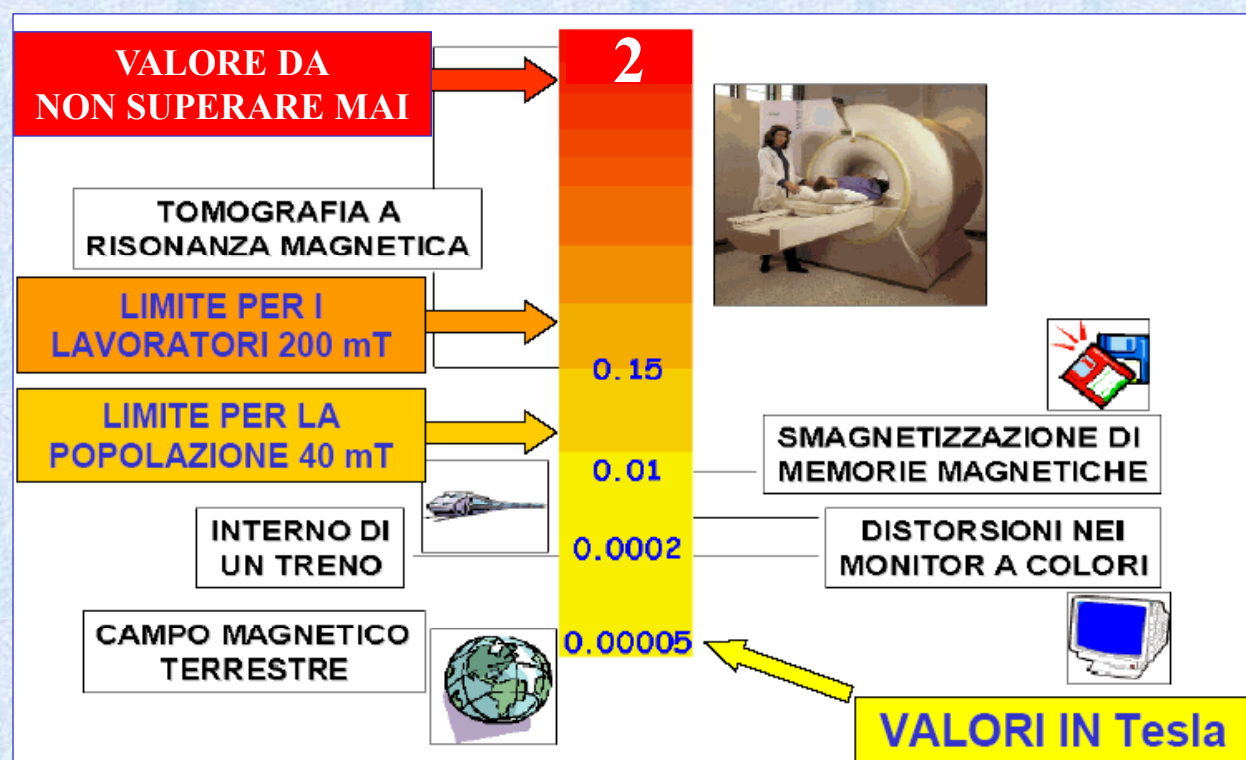 VALORE DA
NON SUPERARE MAI
2
TOMOGRAFIA A
RISONANZA MAGNETICA
LIMITE PER I
LAVORATORI 200 mT
0.15
LIMITE PER LA
POPOLAZIONE 40 mT
SMAGNETIZZAZIONE DI
MEMORIE MAGNETICHE
0.01
INTERNO DI
UN TRENO
0.0002
DISTORSIONI NEI
MONITOR A COLORI
CAMPO MAGNETICO
TERRESTRE
0.00005
VALORI IN Tesla